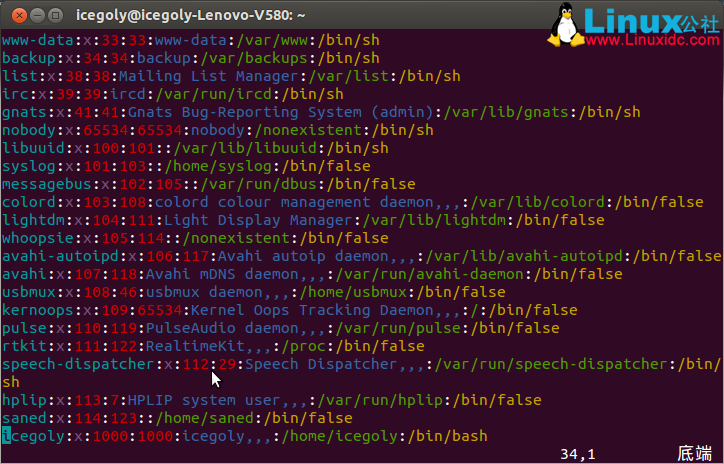 icegoly@icegoly-Lenovo-V580: ~
Linux公社
www.Linuxidc.com
www-data:x:33:33:www-data:/var/www:/bin/sh
backup:x:34:34:backup:/var/backups:/bin/sh
list:x:38:38:Mailing List Manager:/var/list:/bin/sh
irc:x:39:39:ircd:/var/run/ircd:/bin/sh
gnats:x:41:41:Gnats Bug-Reporting System (admin):/var/lib/gnats:/bin/sh
nobody:x:65534:65534:nobody:/nonexistent:/bin/sh
libuuid:x:100:101::/var/lib/libuuid:/bin/sh
syslog:x:101:103::/home/syslog:/bin/false
messagebus:x:102:105::/var/run/dbus:/bin/false
colord:x:103:108:colord colour management daemon,,,:/var/lib/colord:/bin/false
lightdm:x:104:111:Light Display Manager:/var/lib/lightdm:/bin/false
whoopsie:x:105:114::/nonexistent:/bin/false
avahi-autoipd:x:106:117:Avahi autoip daemon,,,:/var/lib/avahi-autoipd:/bin/false
avahi:x:107:118:Avahi mDNS daemon,,,:/var/run/avahi-daemon:/bin/false
usbmux:x:108:46:usbmux daemon,,,:/home/usbmux:/bin/false
kernoops:x:109:65534:Kernel Oops Tracking Daemon,,,:/:/bin/false
pulse:x:110:119:PulseAudio daemon,,,:/var/run/pulse:/bin/false
rtkit:x:111:122:RealtimeKit,,,:/proc:/bin/false
speech-dispatcher:x:112:29:Speech Dispatcher,,,:/var/run/speech-dispatcher:/bin/
sh
hplip:x:113:7:HPLIP system user,,,:/var/run/hplip:/bin/false
saned:x:114:123::/home/saned:/bin/false
icegoly:x:1000:1000:icegoly,,,:/home/icegoly:/bin/bash
34,1 底端